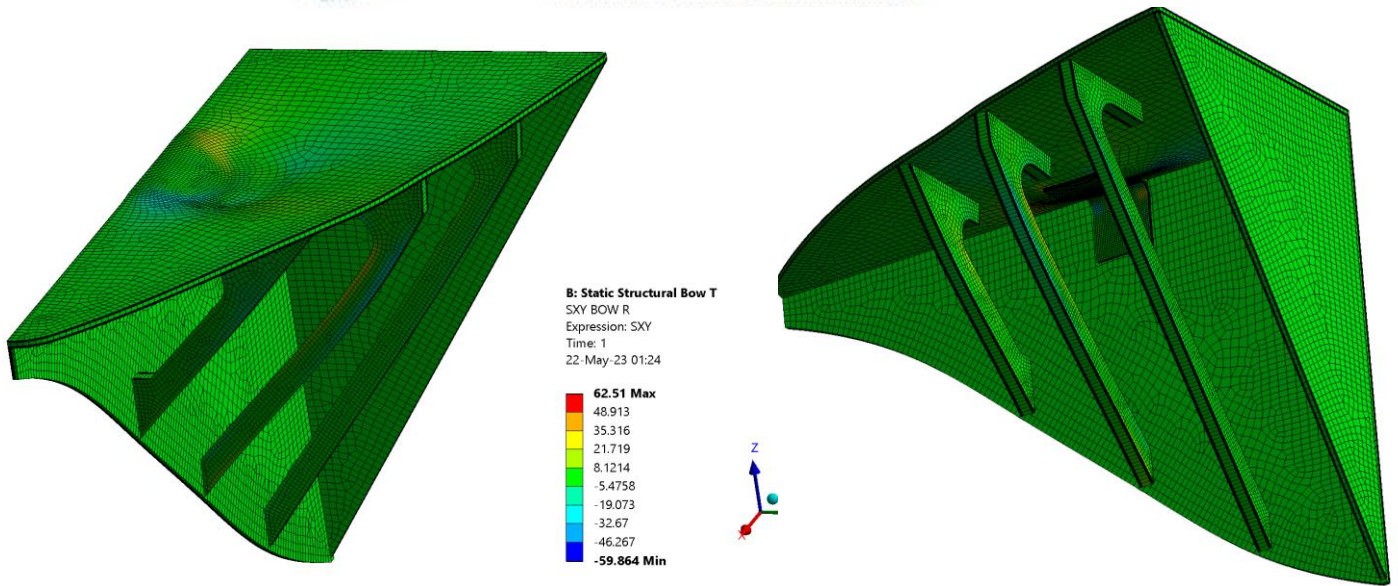 B: Static Structural Bow T
SXY BOW R
Expression: SXY
Time: 1
22-May-23 01:24
62.51 Max
48.913
35.316
21.719
8.1214
-5.4758
-19.073
-32.67
-46.267
-59.864 Min
Z
X